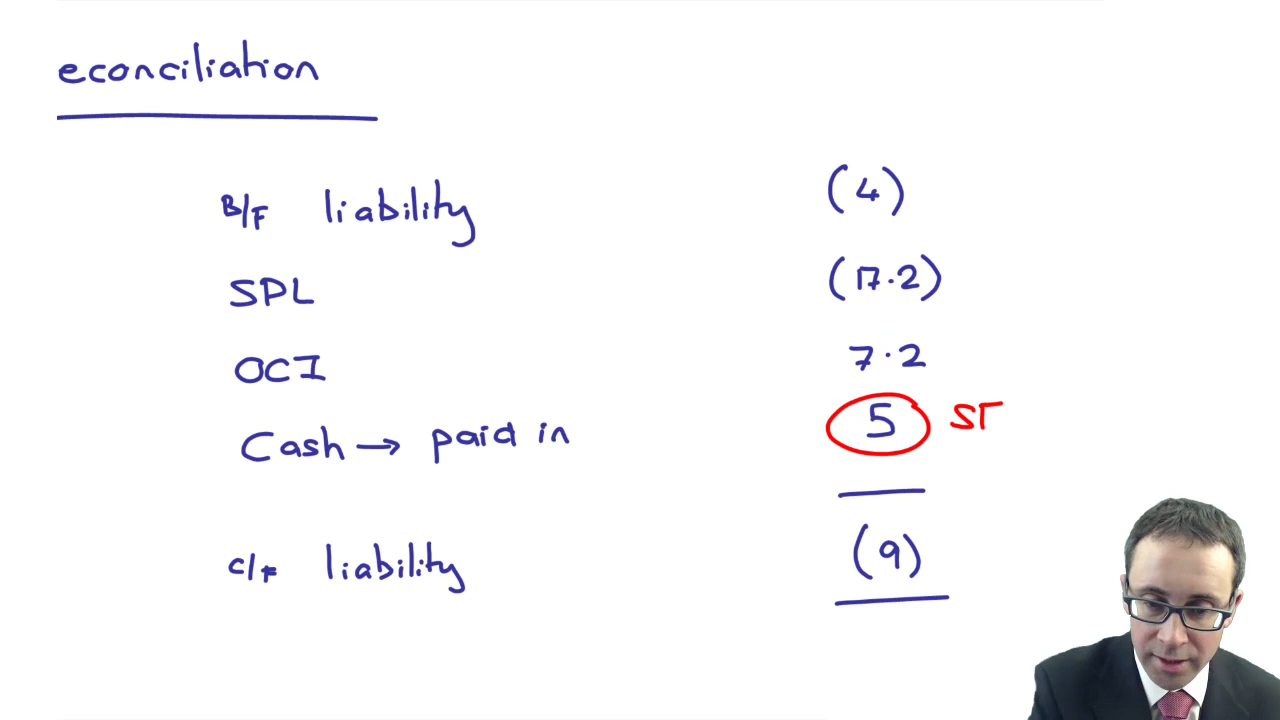 econciliation
B/F liability (4)
SPL (17.2)
OCI 7.2
Cash → paid in 5 ST
C/F liability (9)